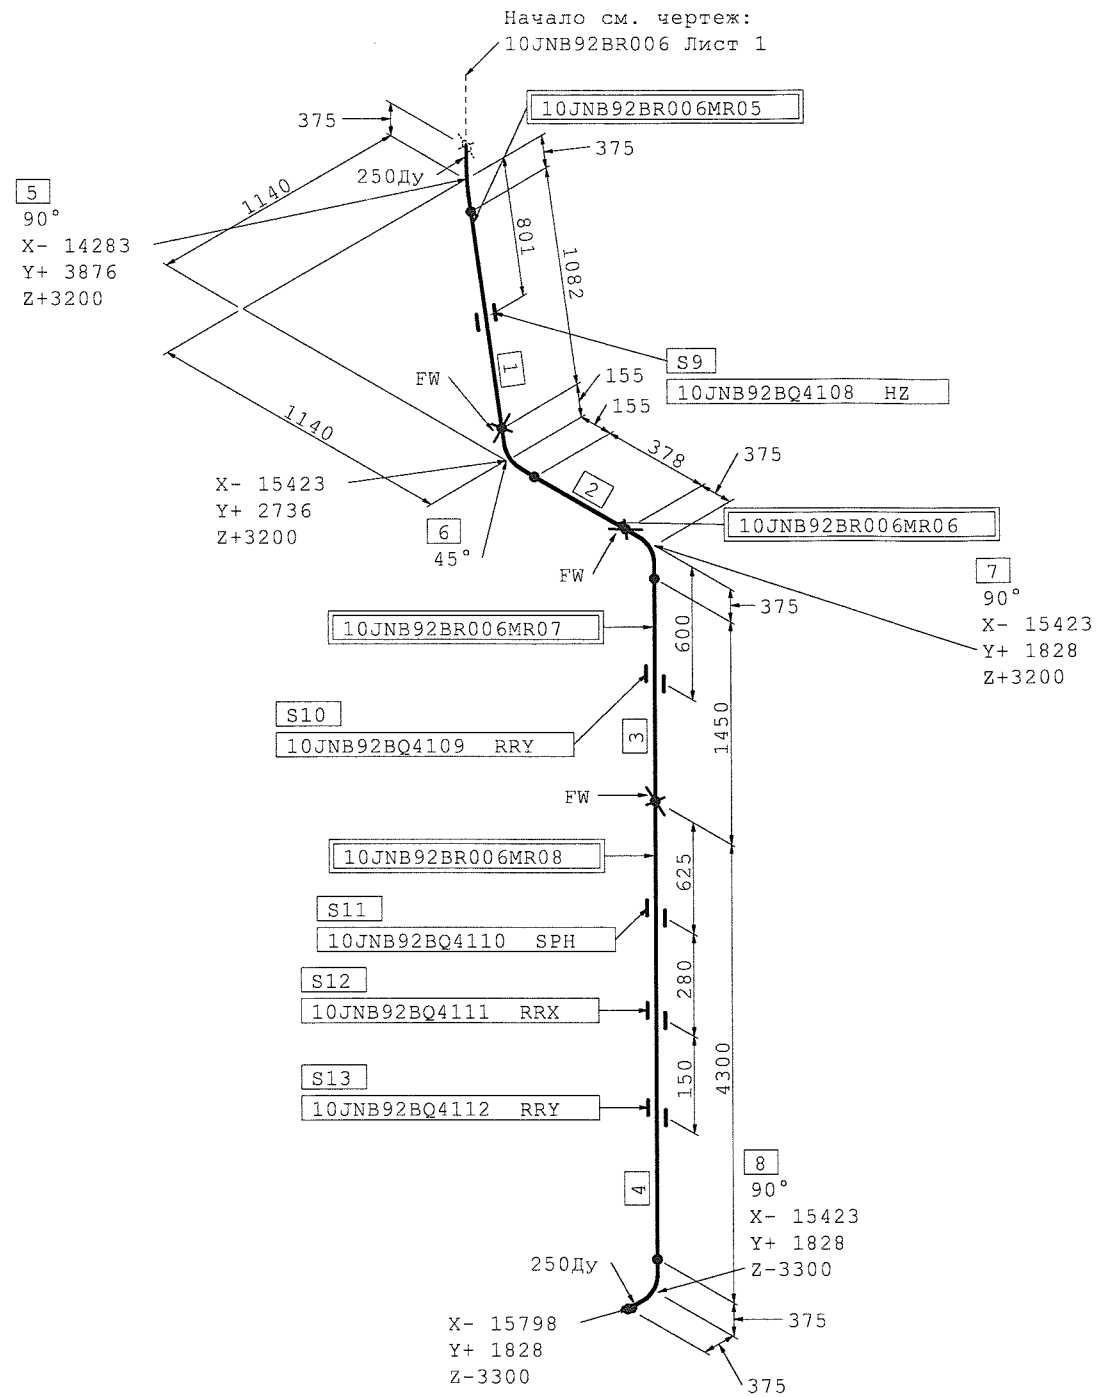 Начало см. чертеж:
10JNB92BR006 Лист 1
10JNB92BR006MR05
375
375
250Ду
1140
5
90°
X- 14283
Y+ 3876
Z+3200
801
1082
1
FW
S9
10JNB92BQ4108 HZ
155
155
378
375
1140
X- 15423
Y+ 2736
Z+3200
6
45°
2
10JNB92BR006MR06
FW
7
90°
X- 15423
Y+ 1828
Z+3200
375
600
10JNB92BR006MR07
S10
10JNB92BQ4109 RRY
3
1450
FW
10JNB92BR006MR08
625
S11
10JNB92BQ4110 SPH
280
S12
10JNB92BQ4111 RRX
150
4300
S13
10JNB92BQ4112 RRY
4
8
90°
X- 15423
Y+ 1828
Z-3300
250Ду
X- 15798
Y+ 1828
Z-3300
375
375